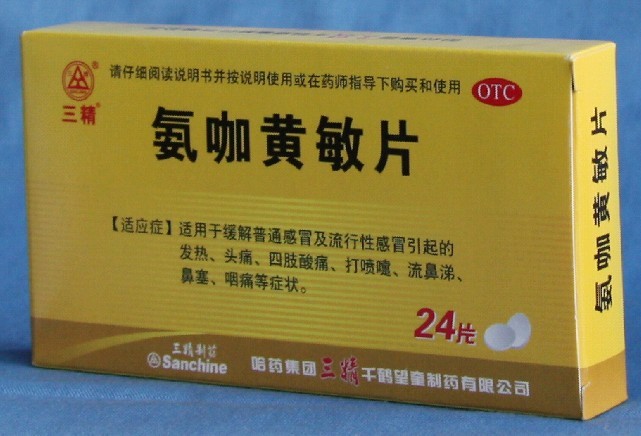 请仔细阅读说明书并按说明使用或在药师指导下购买和使用
OTC
三精®
氨咖黄敏片
【适应症】适用于缓解普通感冒及流行性感冒引起的
发热、头痛、四肢酸痛、打喷嚏、流鼻涕、
鼻塞、咽痛等症状。
24片
三精制药
Sanchine
哈药集团三精千鹤望奎制药有限公司
氨咖黄敏片